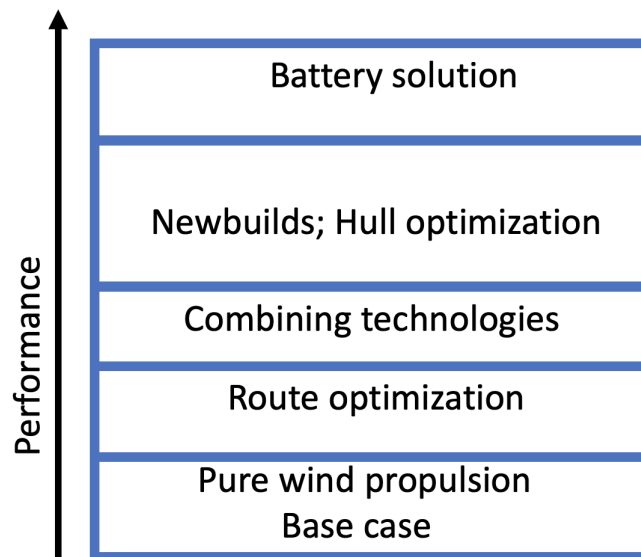 Battery solution
Newbuilds; Hull optimization
Combining technologies
Route optimization
Pure wind propulsion
Base case
Performance